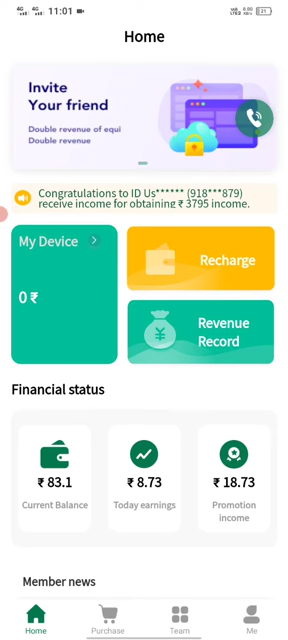 4G 4G 11:01
21
Home
Invite
Your friend
Double revenue of equi
Double revenue
Congratulations to ID Us****** (918***879)
receive income for obtaining ₹ 3795 income.
My Device
0 ₹
Recharge
Revenue
Record
Financial status
₹ 83.1
₹ 8.73
₹ 18.73
Current Balance
Today earnings
Promotion
income
Member news
Home
Purchase
Team
Me